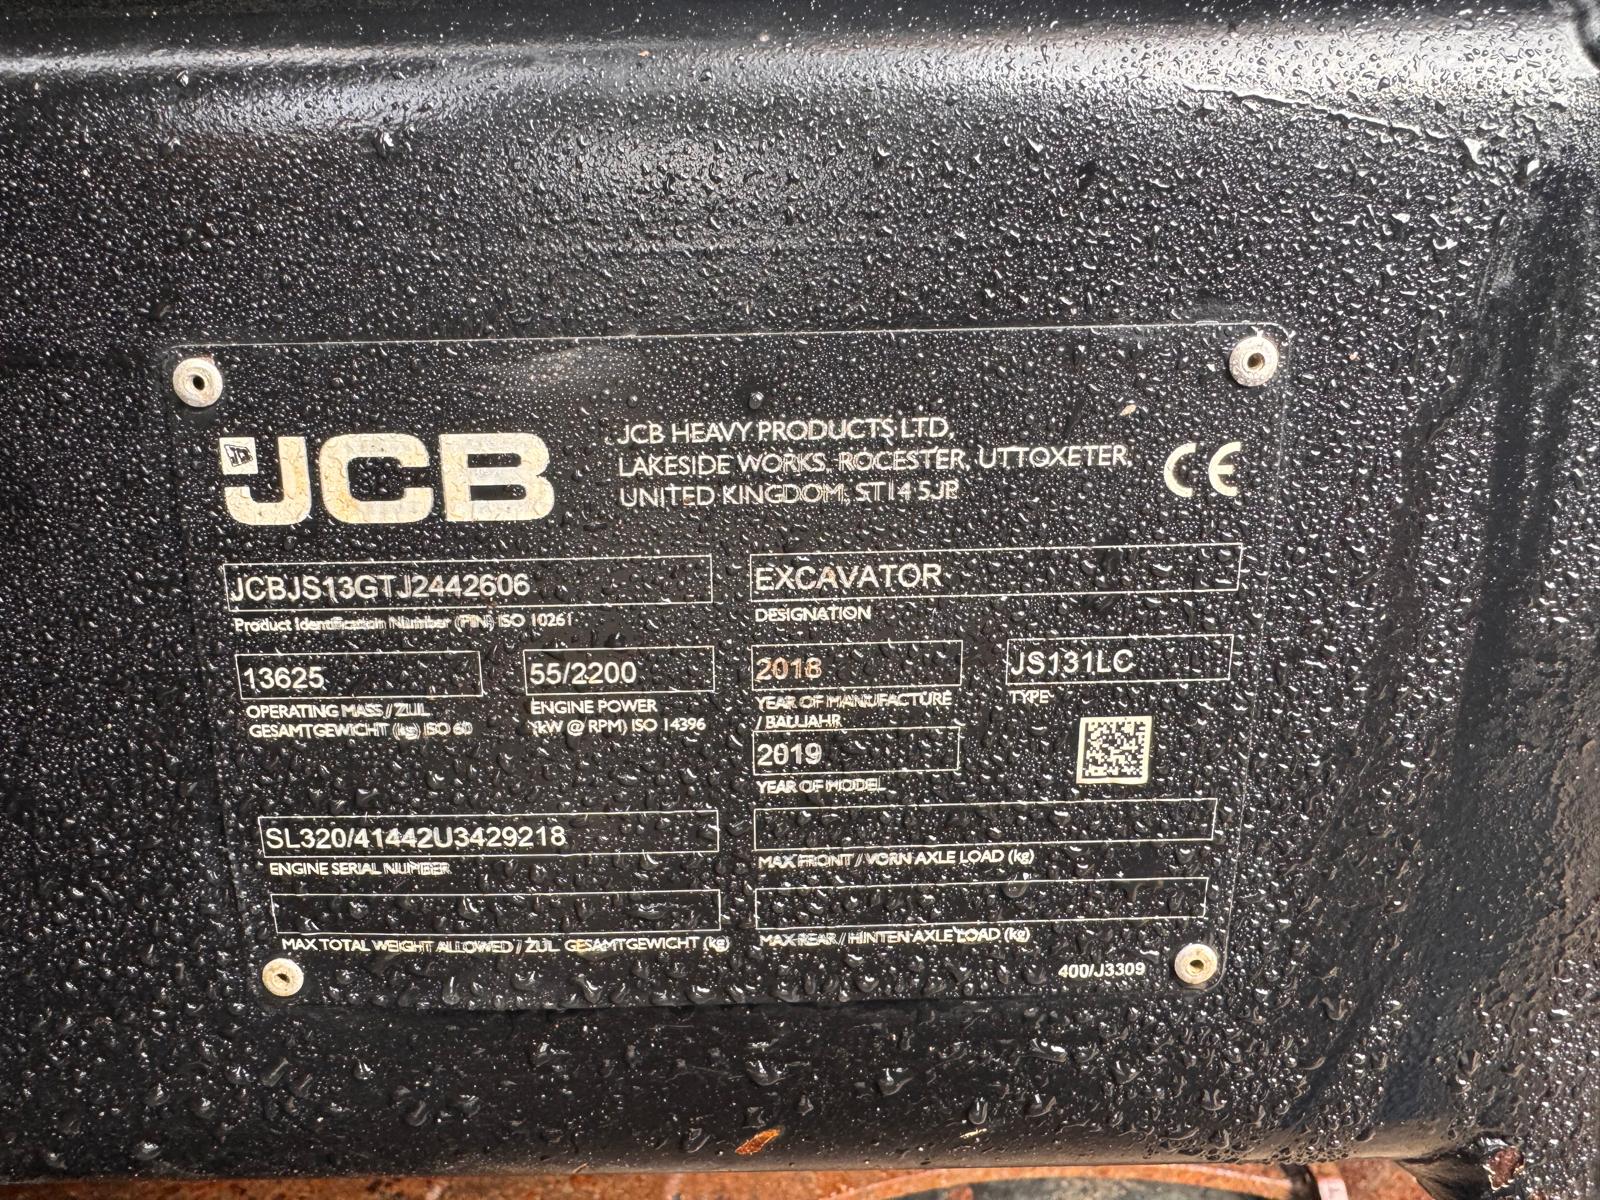 JCB
JCB HEAVY PRODUCTS LTD,
LAKESIDE WORKS, ROCESTER, UTTOXETER,
UNITED KINGDOM, ST14 5JP
CE
JCBJS13GTJ2442606
Product Identification Number (PIN) ISO 10261
EXCAVATOR
DESIGNATION
13625
OPERATING MASS / ZUL.
GESAMTGEWICHT (kg) ISO 60
55/2200
ENGINE POWER
(kW @ RPM) ISO 14396
2018
YEAR OF MANUFACTURE
/ BAUJAHR
JS131LC
TYPE
2019
YEAR OF MODEL
SL320/41442U3429218
ENGINE SERIAL NUMBER
MAX FRONT / VORN AXLE LOAD (kg)
MAX TOTAL WEIGHT ALLOWED / ZUL. GESAMTGEWICHT (kg)
MAX REAR / HINTEN AXLE LOAD (kg)
400/J3309